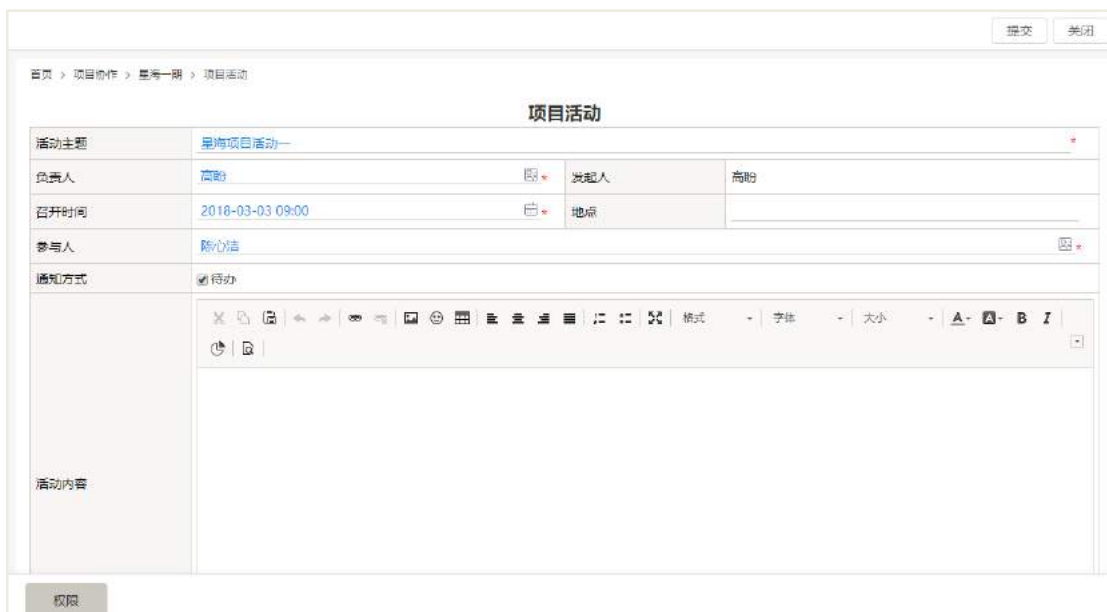 提交 关闭
首页 > 项目协作 > 星海一期 > 项目活动
项目活动
活动主题 星海项目活动一 *
负责人 高盼 * 发起人 高盼
召开时间 2018-03-03 09:00 * 地点
参与人 陈心洁 *
通知方式 待办
格式 字体 大小 A A B I
活动内容
权限